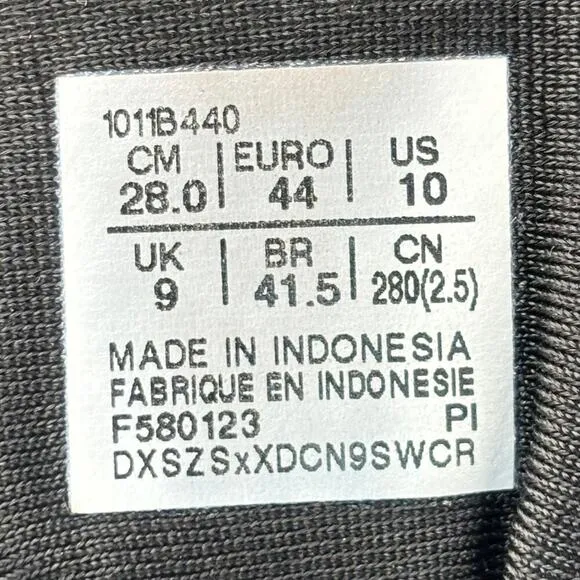 1011B440
CM | EURO | US
28.0 | 44 | 10
UK | BR | CN
9 | 41.5 | 280(2.5)
MADE IN INDONESIA
FABRIQUE EN INDONESIE
F580123 PI
DXSZSxXDCN9SWCR